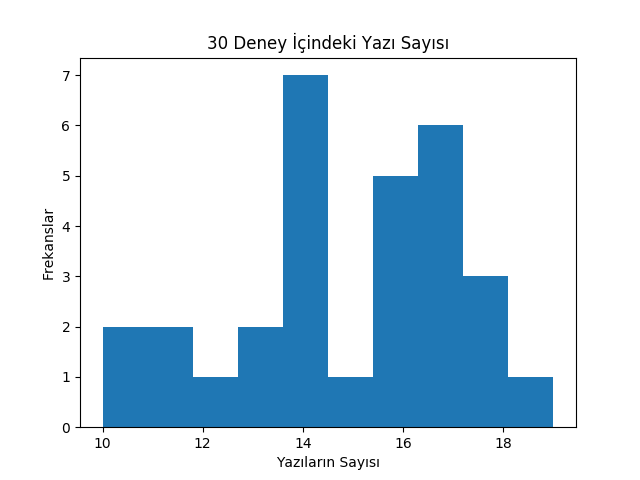 30 Deney İçindeki Yazı Sayısı
7
6
5
4
3
2
1
0
Frekanslar
10 12 14 16 18
Yazıların Sayısı